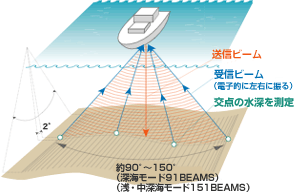 送信ビーム
受信ビーム
(電子的に左右に振る)
交点の水深を測定
2°
約90°～150°
(深海モード91BEAMS)
(浅・中深海モード151BEAMS)